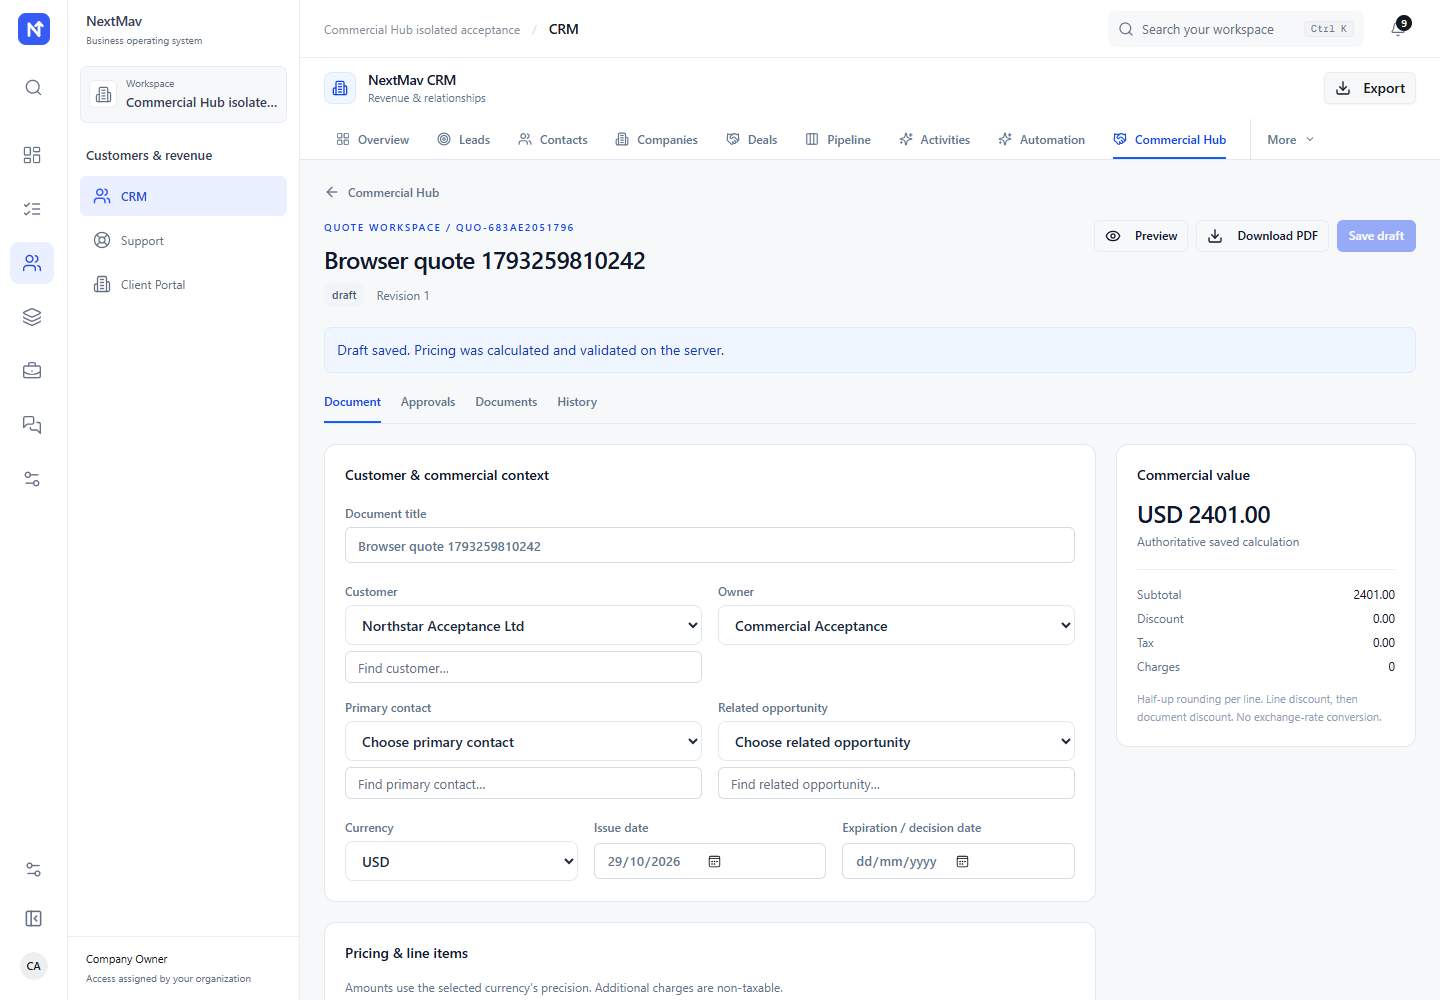 NextMav
Business operating system
Workspace
Commercial Hub isolate...
Customers & revenue
CRM
Support
Client Portal
Company Owner
Access assigned by your organization
CA
Commercial Hub isolated acceptance / CRM
Search your workspace Ctrl K
9
NextMav CRM
Revenue & relationships
Export
Overview Leads Contacts Companies Deals Pipeline Activities Automation Commercial Hub More
Commercial Hub
QUOTE WORKSPACE / QUO-683AE2051796
Browser quote 1793259810242
draft Revision 1
Preview Download PDF Save draft
Draft saved. Pricing was calculated and validated on the server.
Document Approvals Documents History
Customer & commercial context
Document title
Browser quote 1793259810242
Customer Owner
Northstar Acceptance Ltd Commercial Acceptance
Find customer...
Primary contact Related opportunity
Choose primary contact Choose related opportunity
Find primary contact... Find related opportunity...
Currency Issue date Expiration / decision date
USD 29/10/2026 dd/mm/yyyy
Pricing & line items
Amounts use the selected currency's precision. Additional charges are non-taxable.
Commercial value
USD 2401.00
Authoritative saved calculation
Subtotal 2401.00
Discount 0.00
Tax 0.00
Charges 0
Half-up rounding per line. Line discount, then
document discount. No exchange-rate conversion.